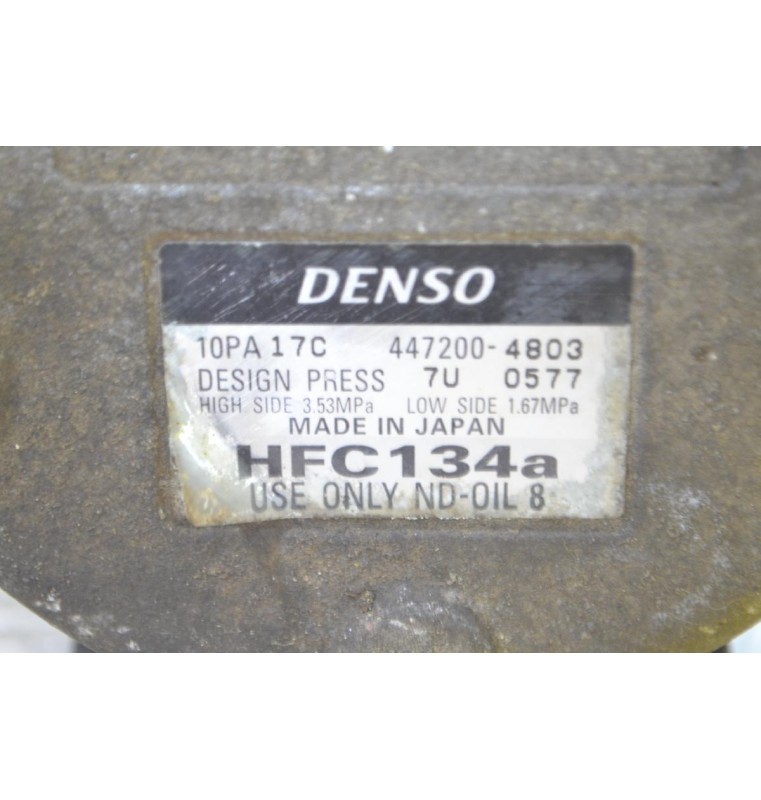 DENSO
10PA 17C 447200-4803
DESIGN PRESS 7U 0577
HIGH SIDE 3.53MPa LOW SIDE 1.67MPa
MADE IN JAPAN
HFC134a
USE ONLY ND-OIL 8